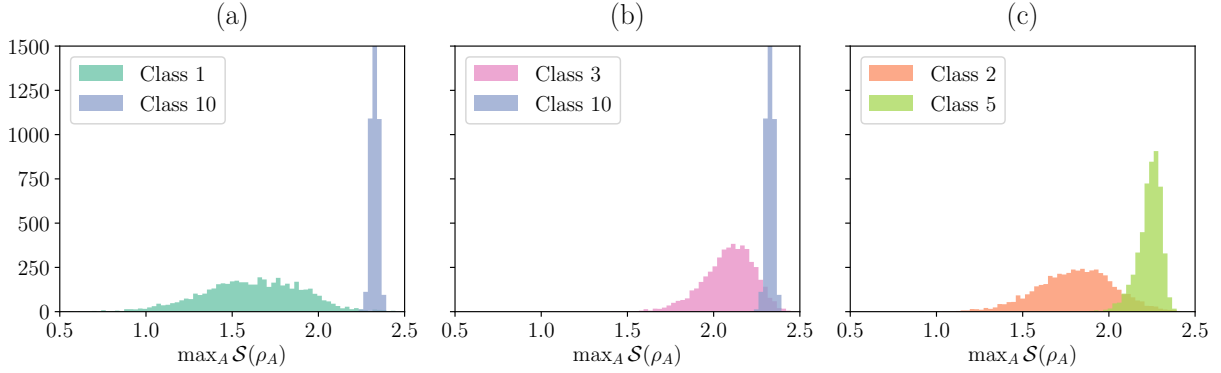 (a)
(b)
(c)
1500
1250
1000
750
500
250
0
Class 1
Class 10
Class 3
Class 10
Class 2
Class 5
0.5 1.0 1.5 2.0 2.5
0.5 1.0 1.5 2.0 2.5
0.5 1.0 1.5 2.0 2.5
max_A 𝒮(ρ_A)
max_A 𝒮(ρ_A)
max_A 𝒮(ρ_A)